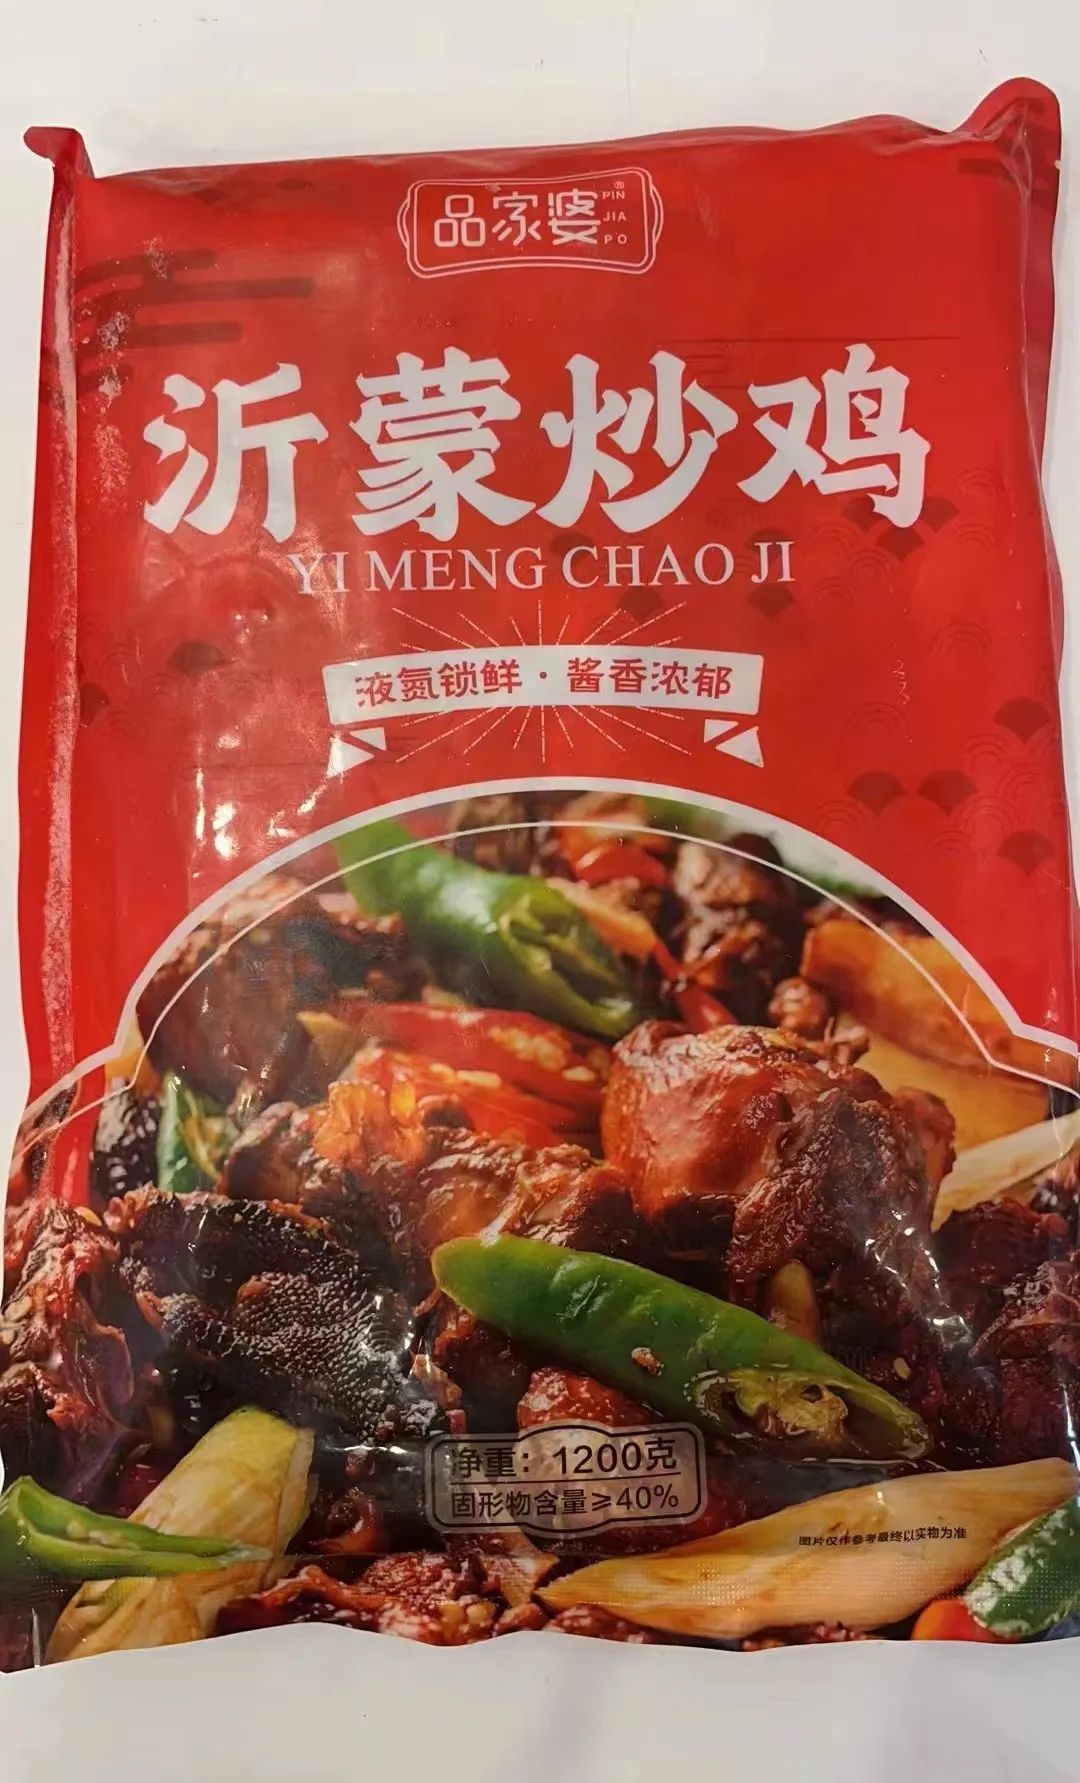 品家婆®
PIN
JIA
PO
沂蒙炒鸡
YI MENG CHAO JI
液氮锁鲜·酱香浓郁
净重：1200克
固形物含量≥40%
图片仅作参考最终以实物为准